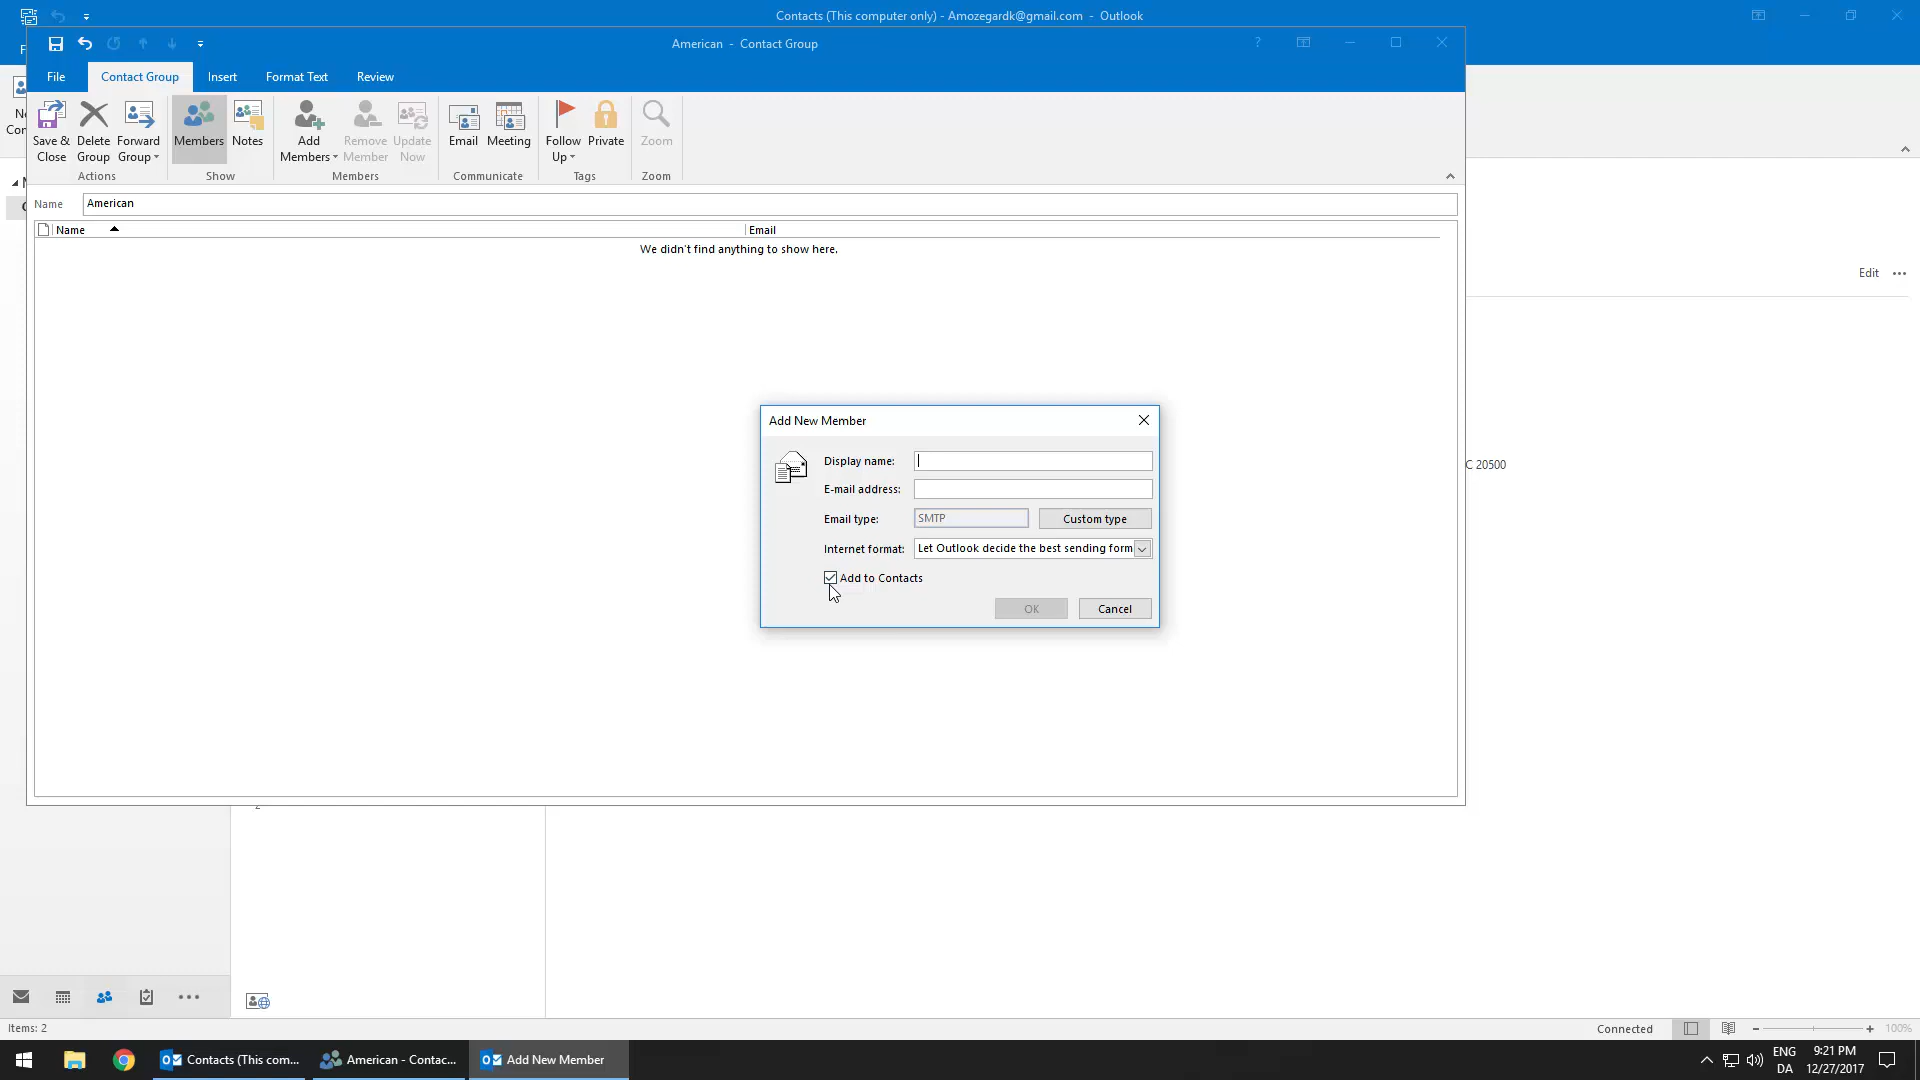 Contacts (This computer only) - Amozegardk@gmail.com - Outlook
American - Contact Group
File Contact Group Insert Format Text Review
Save & Close
Delete Group
Forward Group
Members
Notes
Add Members
Remove Member
Update Now
Email
Meeting
Follow Up
Private
Zoom
Actions Show Members Communicate Tags Zoom
Name American
Name Email
We didn't find anything to show here.
Edit
C 20500
Add New Member
Display name:
E-mail address:
Email type: SMTP Custom type
Internet format: Let Outlook decide the best sending form
Add to Contacts
OK Cancel
Items: 2
Connected
100%
Contacts (This com...
American - Contac...
Add New Member
ENG
DA
9:21 PM
12/27/2017